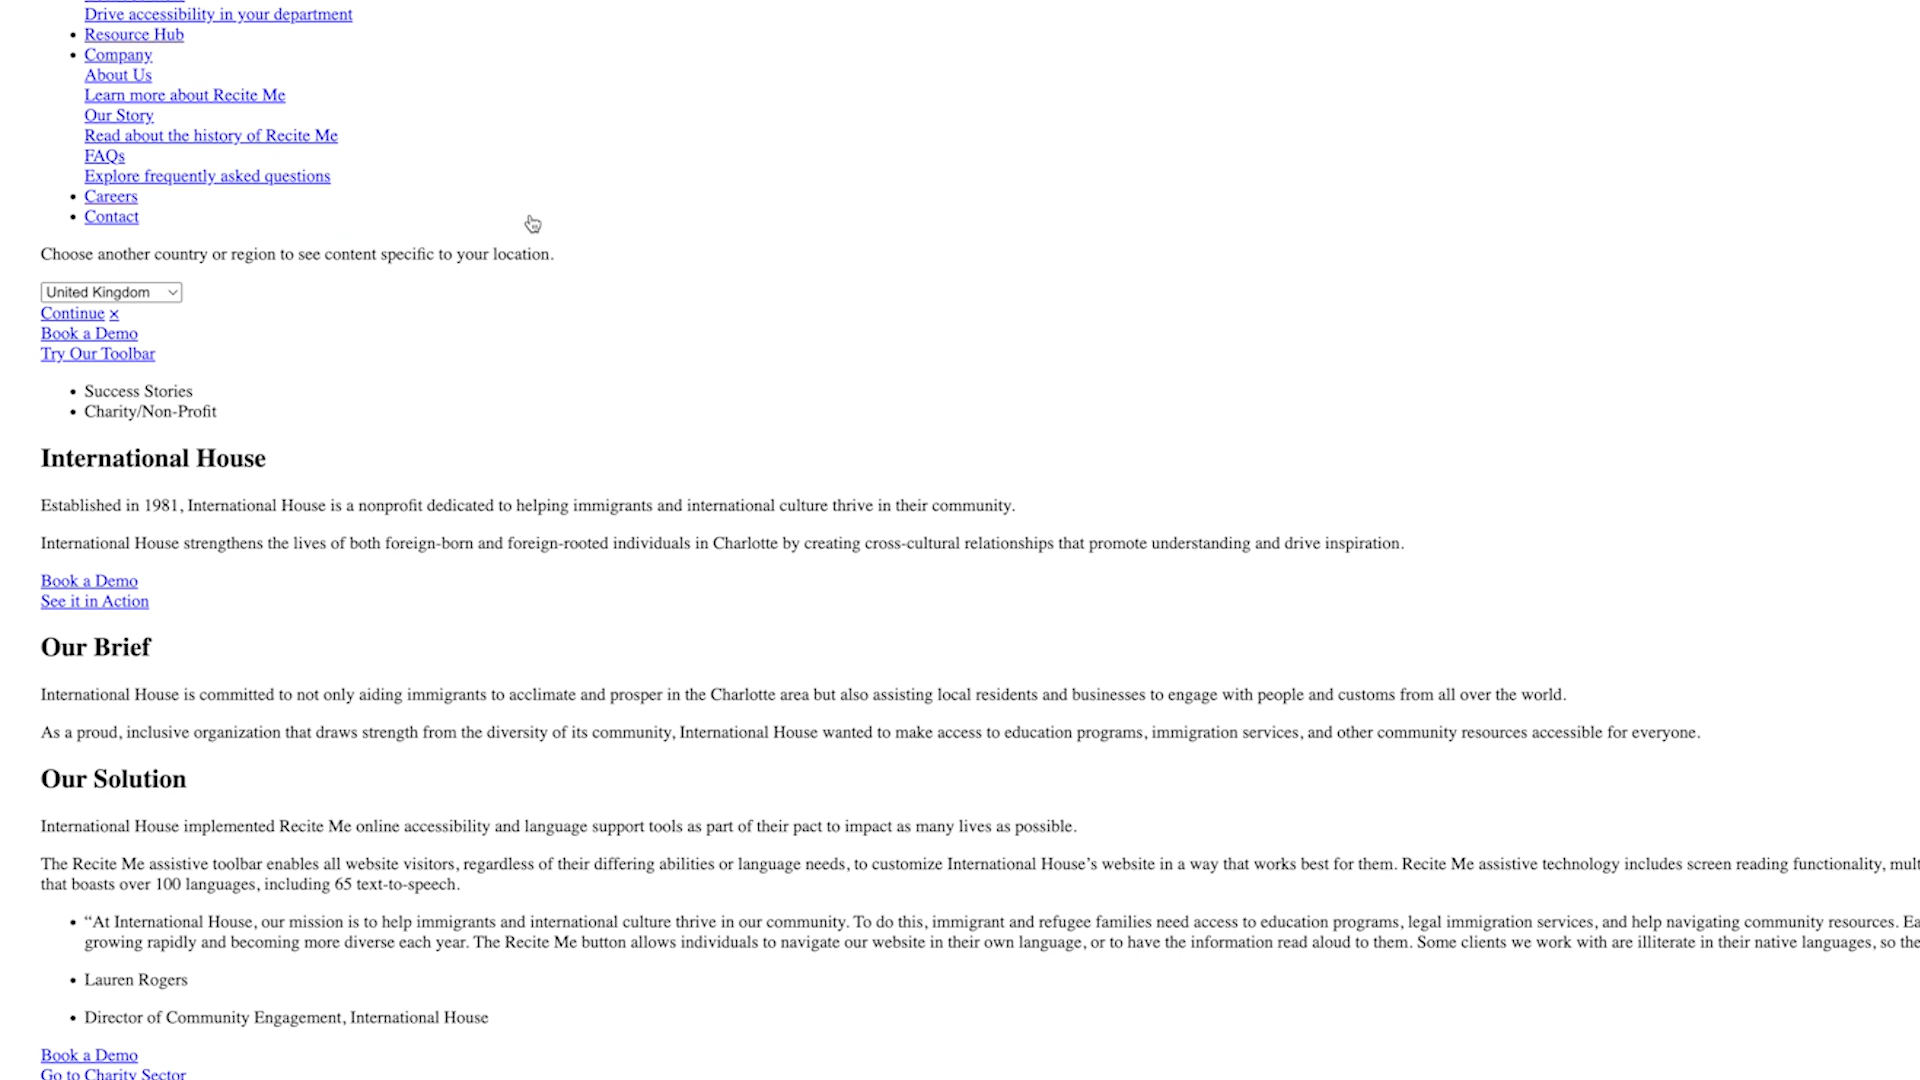 Drive accessibility in your department
• Resource Hub
• Company
About Us
Learn more about Recite Me
Our Story
Read about the history of Recite Me
FAQs
Explore frequently asked questions
• Careers
• Contact
Choose another country or region to see content specific to your location.
United Kingdom
Continue ×
Book a Demo
Try Our Toolbar
• Success Stories
• Charity/Non-Profit
International House
Established in 1981, International House is a nonprofit dedicated to helping immigrants and international culture thrive in their community.
International House strengthens the lives of both foreign-born and foreign-rooted individuals in Charlotte by creating cross-cultural relationships that promote understanding and drive inspiration.
Book a Demo
See it in Action
Our Brief
International House is committed to not only aiding immigrants to acclimate and prosper in the Charlotte area but also assisting local residents and businesses to engage with people and customs from all over the world.
As a proud, inclusive organization that draws strength from the diversity of its community, International House wanted to make access to education programs, immigration services, and other community resources accessible for everyone.
Our Solution
International House implemented Recite Me online accessibility and language support tools as part of their pact to impact as many lives as possible.
The Recite Me assistive toolbar enables all website visitors, regardless of their differing abilities or language needs, to customize International House’s website in a way that works best for them. Recite Me assistive technology includes screen reading functionality,
that boasts over 100 languages, including 65 text-to-speech.
• “At International House, our mission is to help immigrants and international culture thrive in our community. To do this, immigrant and refugee families need access to education programs, legal immigration services, and help navigating community resources.
growing rapidly and becoming more diverse each year. The Recite Me button allows individuals to navigate our website in their own language, or to have the information read aloud to them. Some clients we work with are illiterate in their native languages, so
• Lauren Rogers
• Director of Community Engagement, International House
Book a Demo
Go to Charity Sector